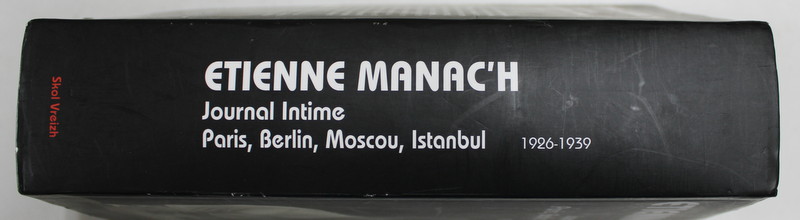 ETIENNE MANAC'H
Journal Intime
Paris, Berlin, Moscou, Istanbul 1926-1939
Skol Vreizh